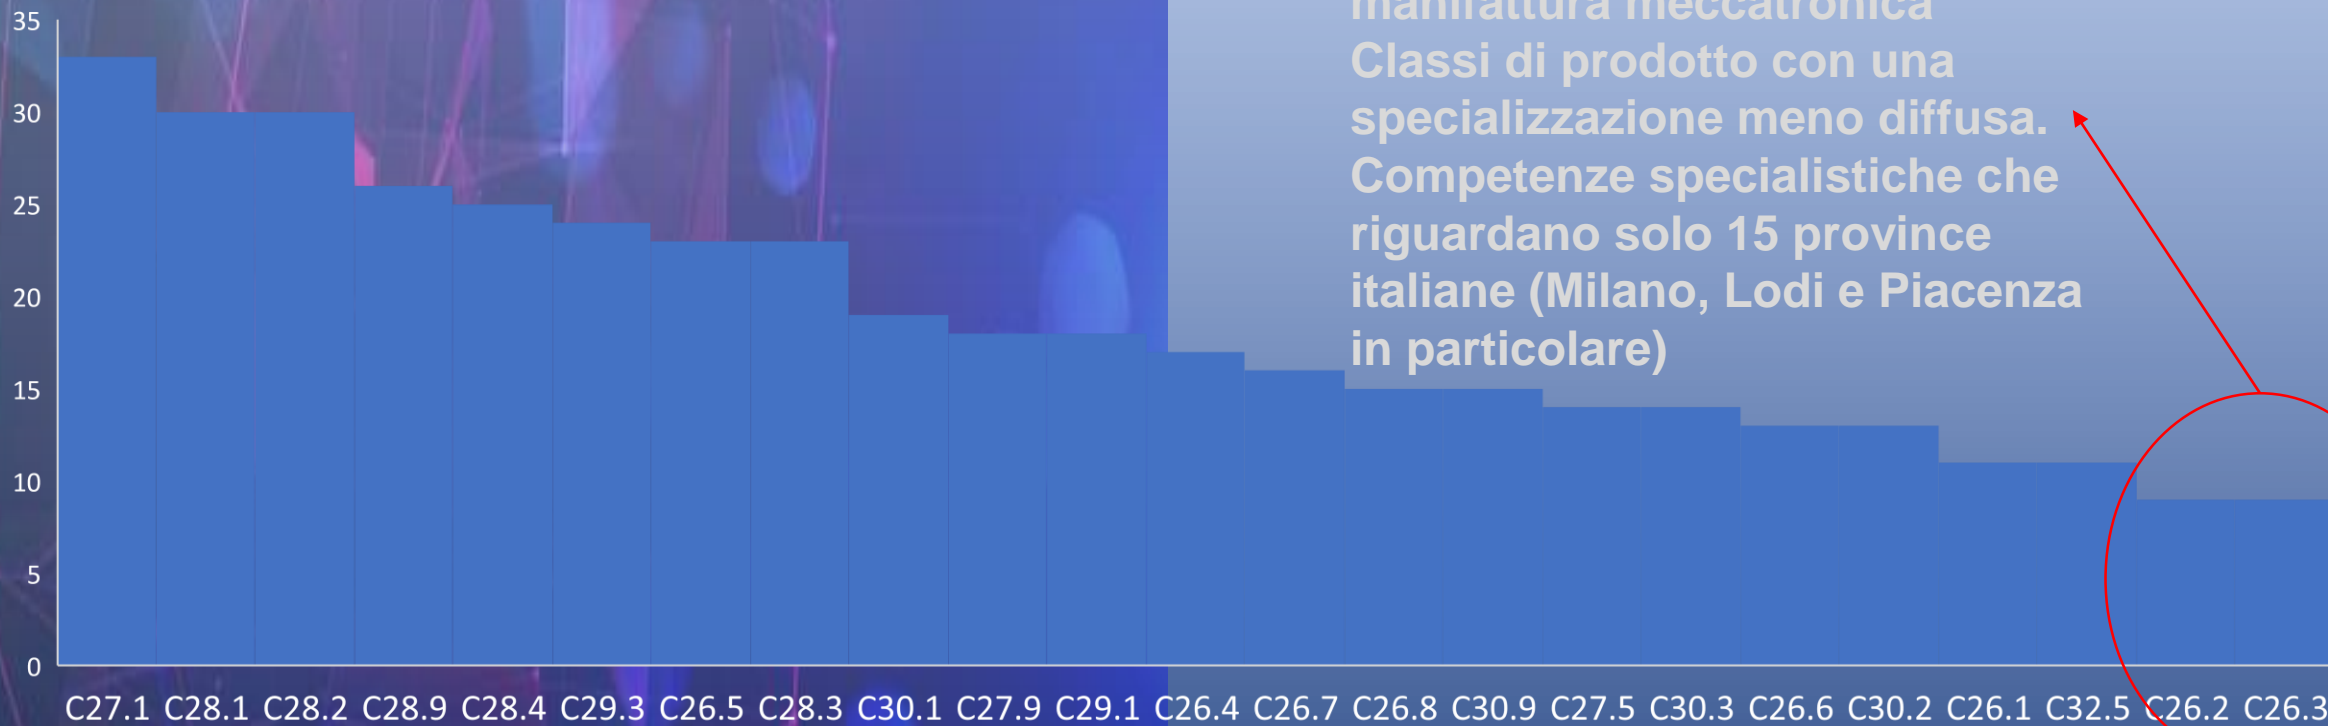 manifattura meccatronica
Classi di prodotto con una
specializzazione meno diffusa.
Competenze specialistiche che
riguardano solo 15 province
italiane (Milano, Lodi e Piacenza
in particolare)
35
30
25
20
15
10
5
0
C27.1 C28.1 C28.2 C28.9 C28.4 C29.3 C26.5 C28.3 C30.1 C27.9 C29.1 C26.4 C26.7 C26.8 C30.9 C27.5 C30.3 C26.6 C30.2 C26.1 C32.5 C26.2 C26.3